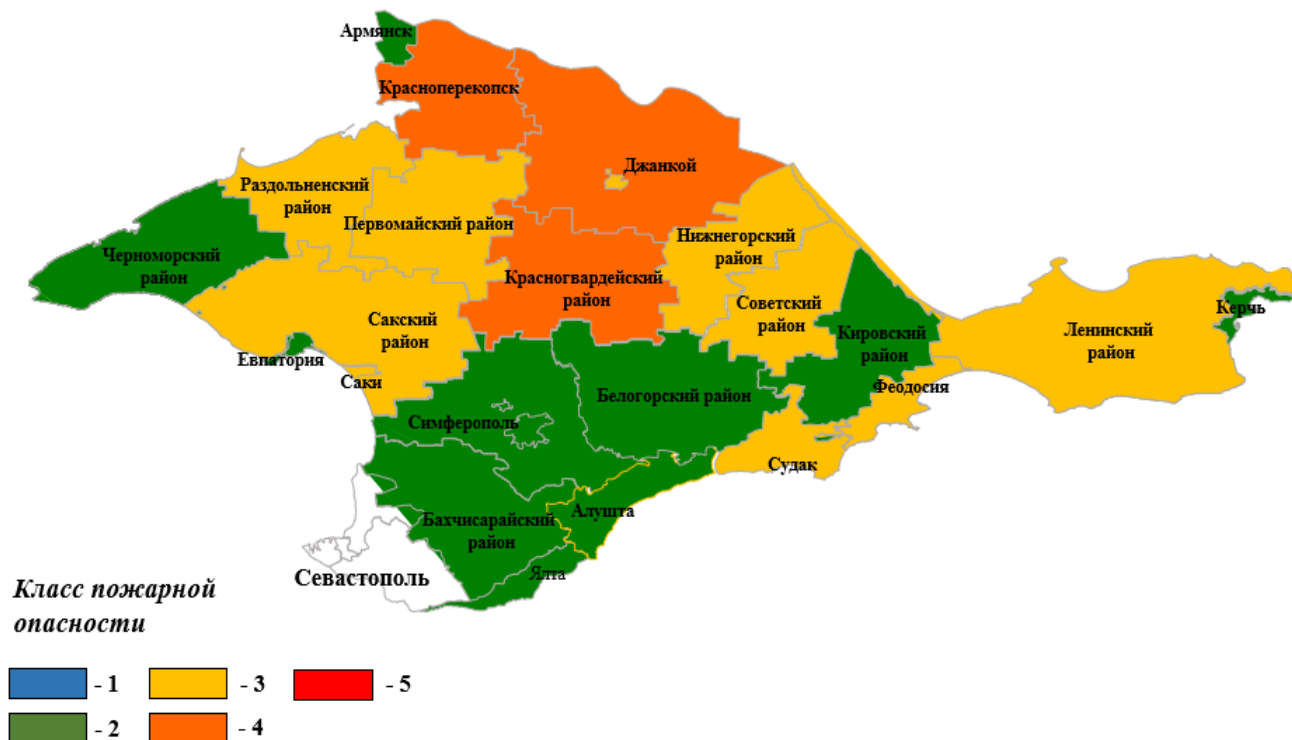 Армянск
Красноперекопск
Джанкой
Раздольненский
район
Первомайский район
Нижнегорский
район
Черноморский
район
Красногвардейский
район
Советский
район
Керчь
Сакский
район
Кировский
район
Ленинский
район
Евпатория
Саки
Феодосия
Белогорский район
Симферополь
Судак
Алушта
Бахчисарайский
район
Ялта
Севастополь
Класс пожарной
опасности
- 1
- 3
- 5
- 2
- 4